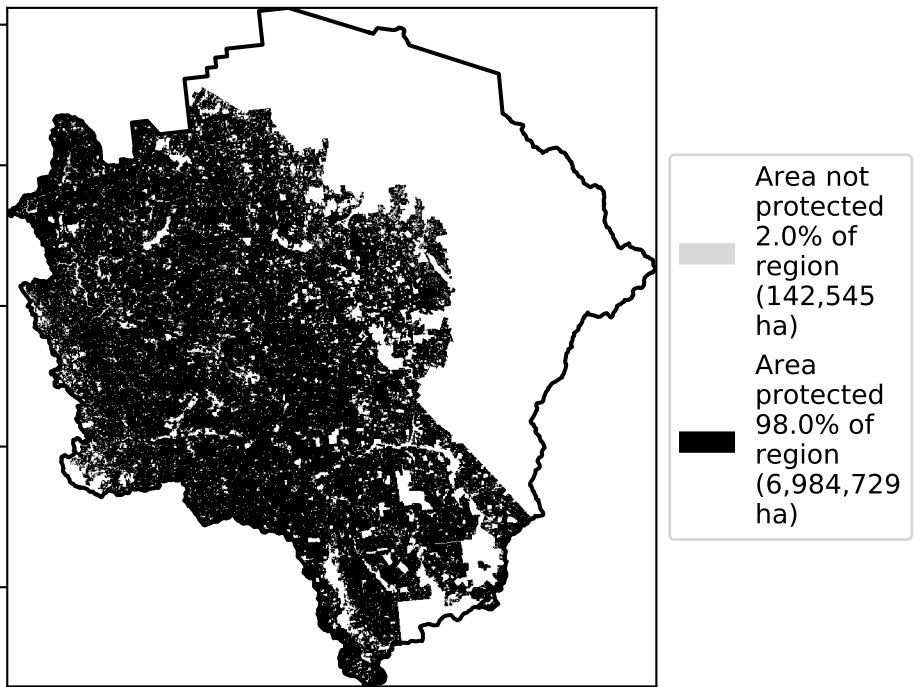 Area not
protected
2.0% of
region
(142,545
ha)
Area
protected
98.0% of
region
(6,984,729
ha)